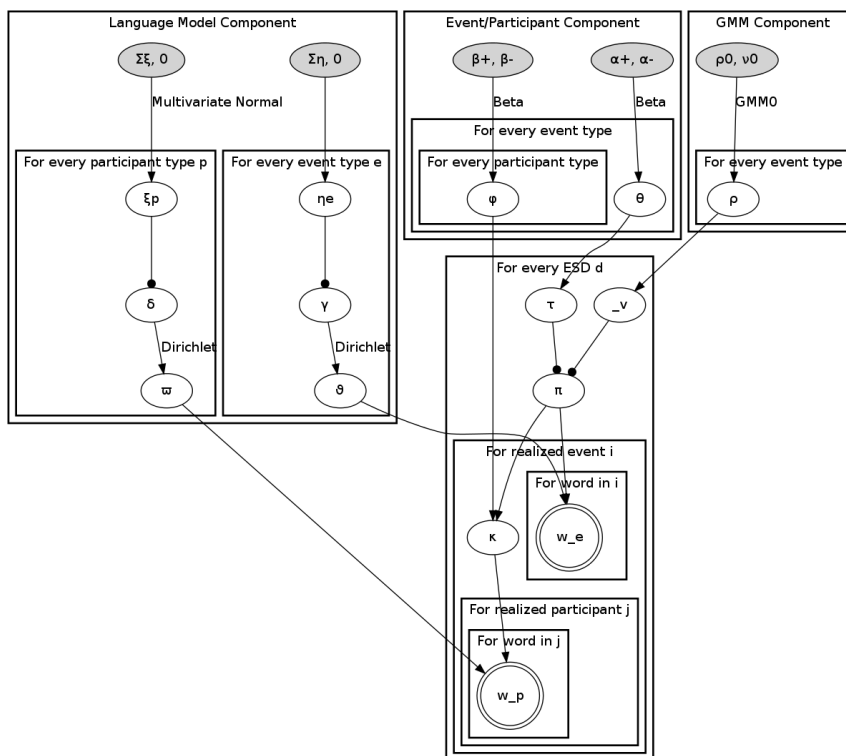 Language Model Component
Event/Participant Component
GMM Component
Σξ, 0
Ση, 0
β+, β-
α+, α-
ρ0, ν0
Multivariate Normal
Beta
Beta
GMM0
For every event type
For every participant type p
For every event type e
For every participant type
For every event type
ξp
ηe
φ
θ
ρ
For every ESD d
δ
γ
τ
_v
Dirichlet
Dirichlet
ϖ
ϑ
π
For realized event i
For word in i
κ
w_e
For realized participant j
For word in j
w_p